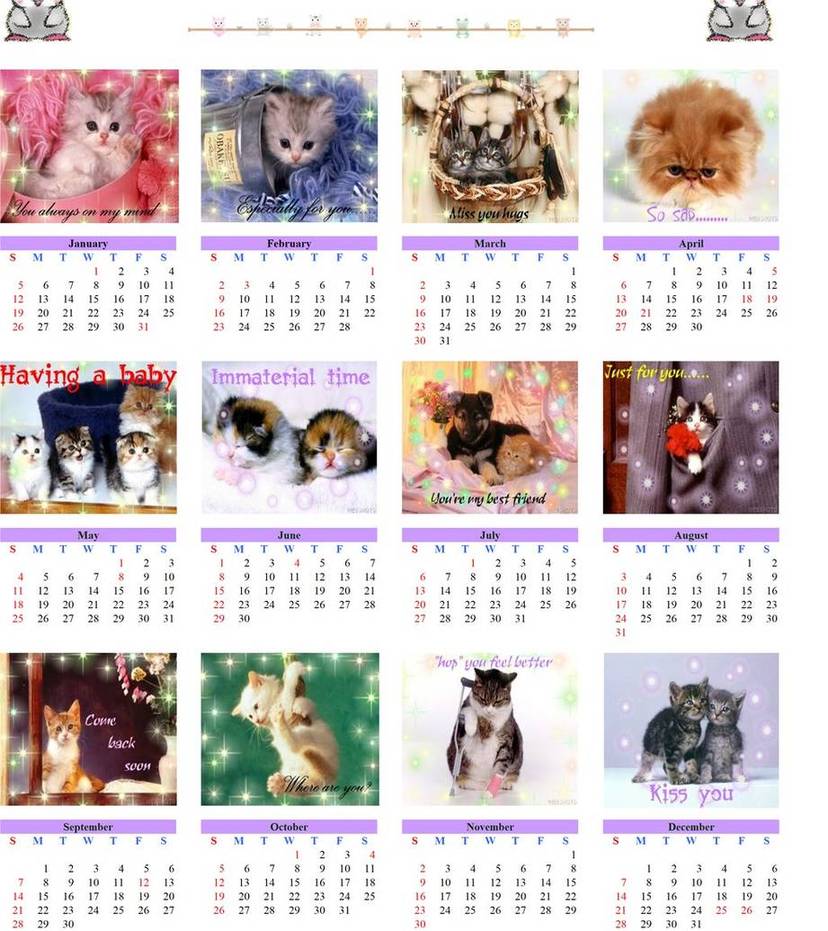 You always on my mind
January
S M T W T F S
1 2 3 4
5 6 7 8 9 10 11
12 13 14 15 16 17 18
19 20 21 22 23 24 25
26 27 28 29 30 31
OBAKE
Especially for you.....
February
S M T W T F S
1
2 3 4 5 6 7 8
9 10 11 12 13 14 15
16 17 18 19 20 21 22
23 24 25 26 27 28
Miss you hugs
March
S M T W T F S
1
2 3 4 5 6 7 8
9 10 11 12 13 14 15
16 17 18 19 20 21 22
23 24 25 26 27 28 29
30 31
So sad.........
April
S M T W T F S
1 2 3 4 5
6 7 8 9 10 11 12
13 14 15 16 17 18 19
20 21 22 23 24 25 26
27 28 29 30
Having a baby
May
S M T W T F S
1 2 3
4 5 6 7 8 9 10
11 12 13 14 15 16 17
18 19 20 21 22 23 24
25 26 27 28 29 30 31
Immaterial time
June
S M T W T F S
1 2 3 4 5 6 7
8 9 10 11 12 13 14
15 16 17 18 19 20 21
22 23 24 25 26 27 28
29 30
You're my best friend
July
S M T W T F S
1 2 3 4 5
6 7 8 9 10 11 12
13 14 15 16 17 18 19
20 21 22 23 24 25 26
27 28 29 30 31
Just for you......
August
S M T W T F S
1 2
3 4 5 6 7 8 9
10 11 12 13 14 15 16
17 18 19 20 21 22 23
24 25 26 27 28 29 30
31
Come
back
soon
September
S M T W T F S
1 2 3 4 5 6
7 8 9 10 11 12 13
14 15 16 17 18 19 20
21 22 23 24 25 26 27
28 29 30
Where are you?
October
S M T W T F S
1 2 3 4
5 6 7 8 9 10 11
12 13 14 15 16 17 18
19 20 21 22 23 24 25
26 27 28 29 30 31
"hop" you feel better
November
S M T W T F S
1
2 3 4 5 6 7 8
9 10 11 12 13 14 15
16 17 18 19 20 21 22
23 24 25 26 27 28 29
30
Kiss you
December
S M T W T F S
1 2 3 4 5 6
7 8 9 10 11 12 13
14 15 16 17 18 19 20
21 22 23 24 25 26 27
28 29 30 31